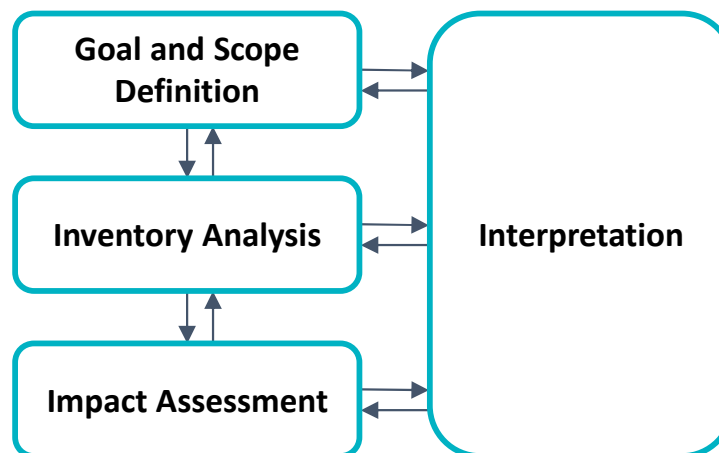 Goal and Scope
Definition
Inventory Analysis
Interpretation
Impact Assessment